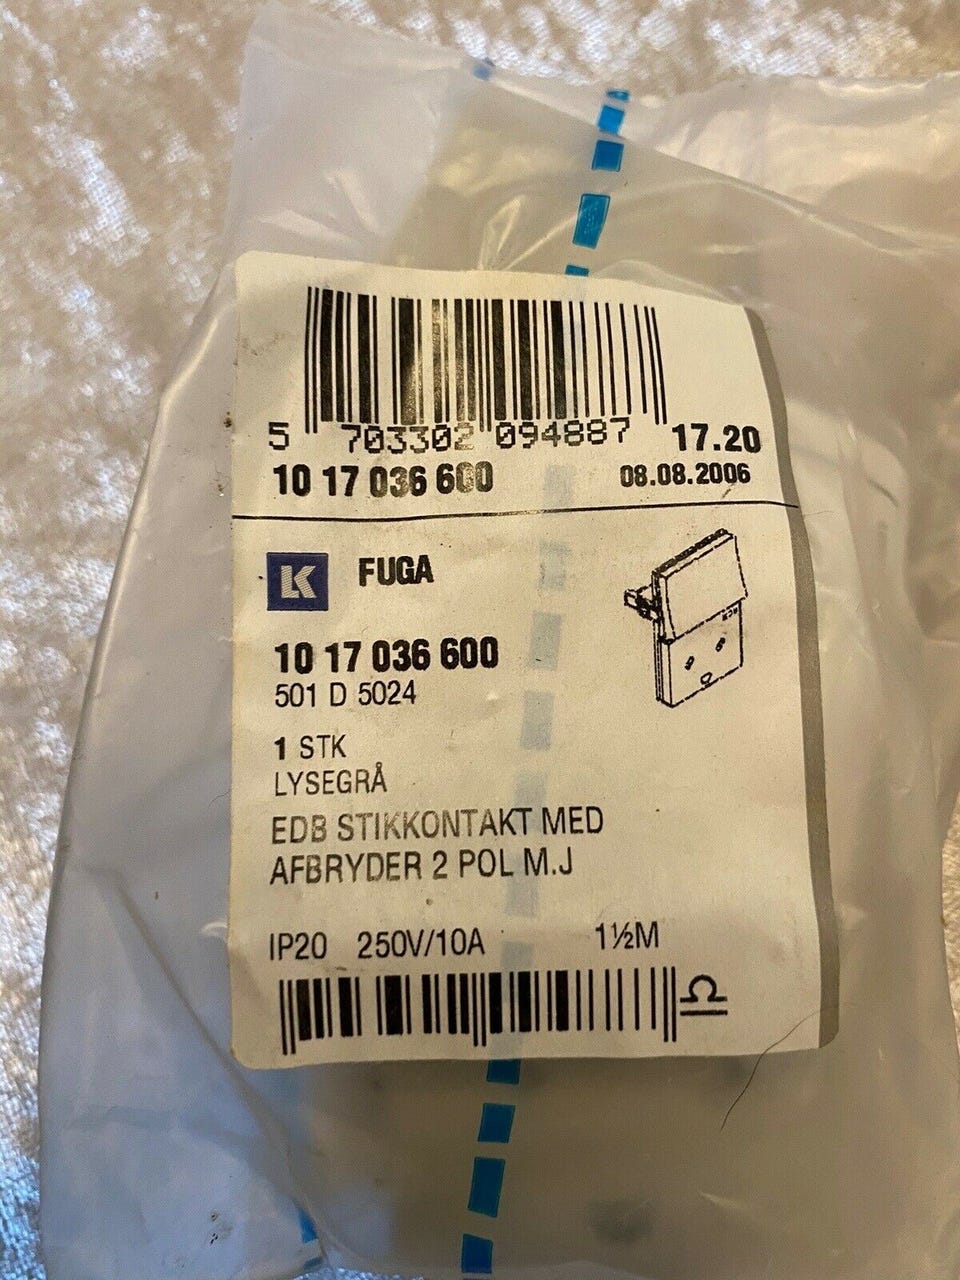 5 703302 094887
17.20
10 17 036 600
08.08.2006
LK FUGA
10 17 036 600
501 D 5024
1 STK
LYSEGRÅ
EDB STIKKONTAKT MED
AFBRYDER 2 POL M.J
IP20 250V/10A 1½M